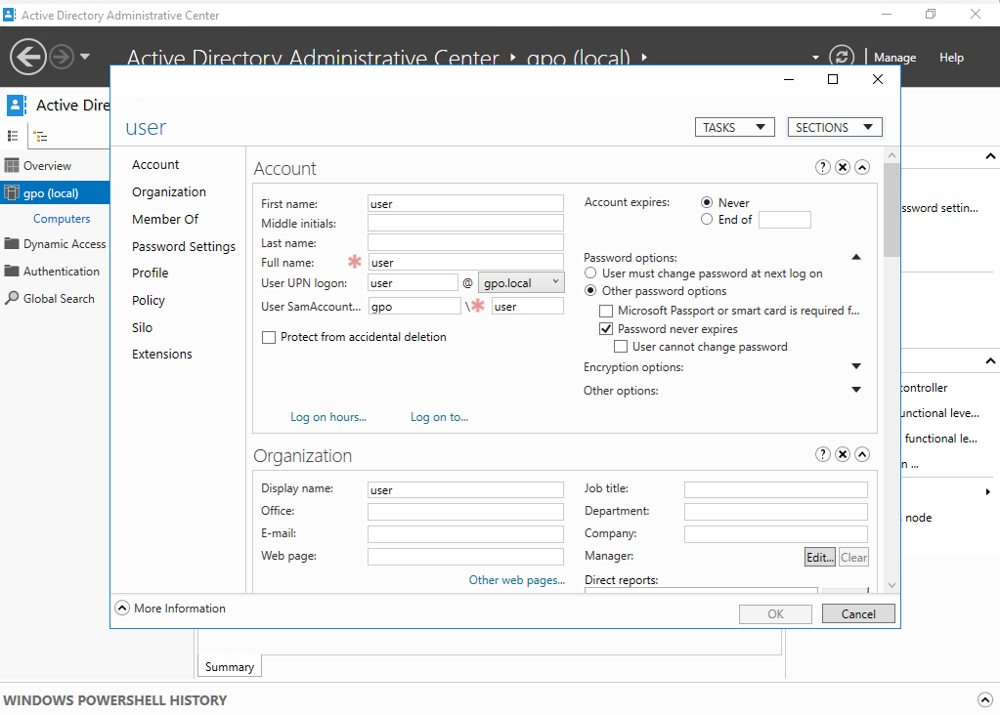 Active Directory Administrative Center
Active Directory Administrative Center gpo (local) Manage Help
Active Dire
Overview
gpo (local)
Computers
Dynamic Access
Authentication
Global Search
user
TASKS SECTIONS
Account
Organization
Member Of
Password Settings
Profile
Policy
Silo
Extensions
Account
First name: user
Middle initials:
Last name:
Full name: * user
User UPN logon: user @ gpo.local
User SamAccount... gpo \* user
Protect from accidental deletion
Log on hours... Log on to...
Account expires: Never
End of
Password options:
User must change password at next log on
Other password options
Microsoft Passport or smart card is required f...
Password never expires
User cannot change password
Encryption options:
Other options:
Organization
Display name: user
Office:
E-mail:
Web page:
Other web pages...
Job title:
Department:
Company:
Manager: Edit... Clear
Direct reports:
More Information
OK Cancel
ssword settin...
ontroller
unctional leve...
functional le...
n ...
node
Summary
WINDOWS POWERSHELL HISTORY